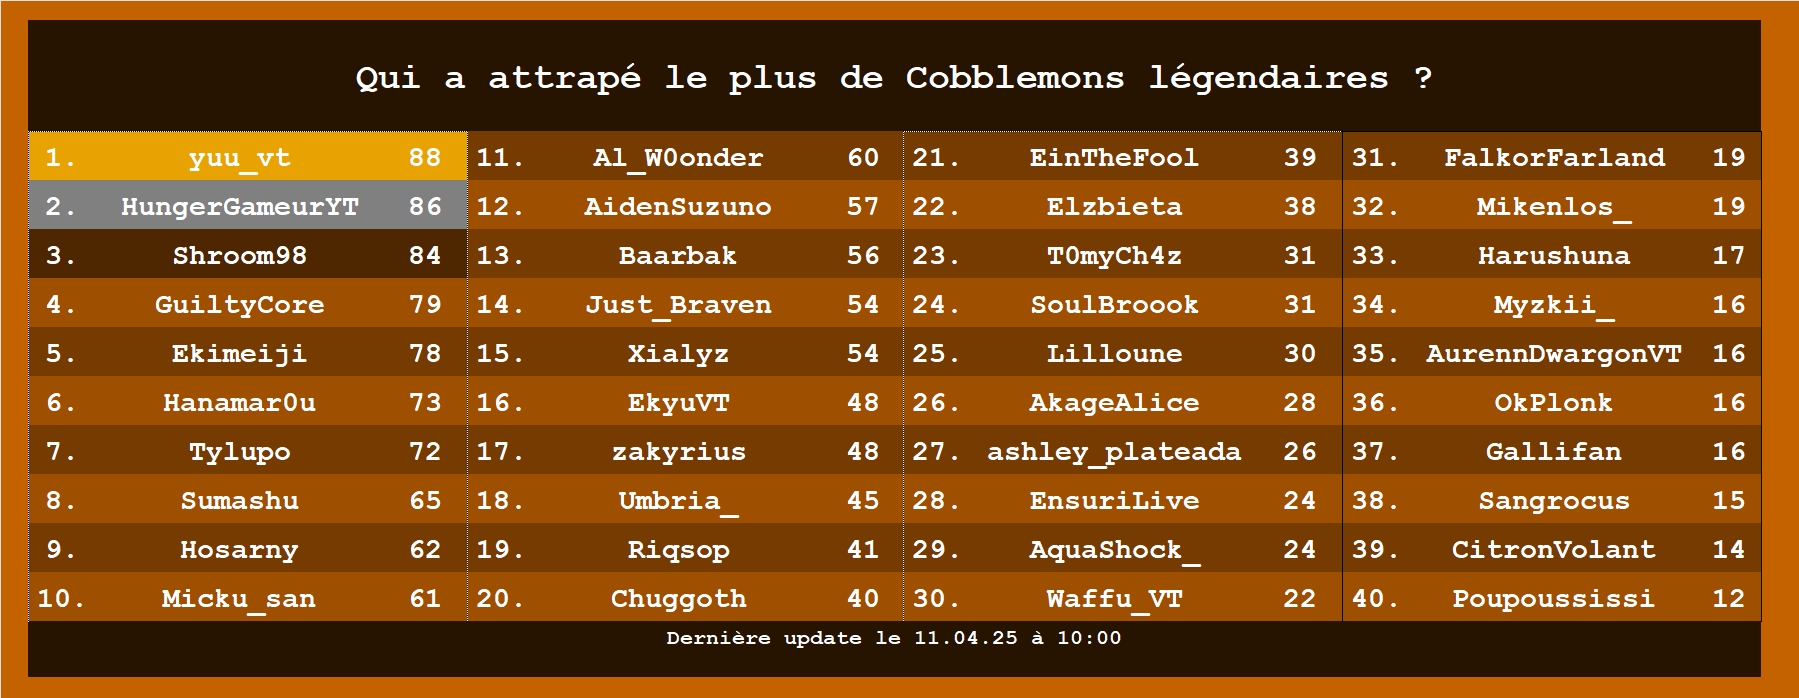 Qui a attrapé le plus de Cobblemons légendaires ?
1. yuu_vt 88
2. HungerGameurYT 86
3. Shroom98 84
4. GuiltyCore 79
5. Ekimeiji 78
6. Hanamar0u 73
7. Tylupo 72
8. Sumashu 65
9. Hosarny 62
10. Micku_san 61
11. Al_W0onder 60
12. AidenSuzuno 57
13. Baarbak 56
14. Just_Braven 54
15. Xialyz 54
16. EkyuVT 48
17. zakyrius 48
18. Umbria_ 45
19. Riqsop 41
20. Chuggoth 40
21. EinTheFool 39
22. Elzbieta 38
23. T0myCh4z 31
24. SoulBroook 31
25. Lilloune 30
26. AkageAlice 28
27. ashley_plateada 26
28. EnsuriLive 24
29. AquaShock_ 24
30. Waffu_VT 22
31. FalkorFarland 19
32. Mikenlos_ 19
33. Harushuna 17
34. Myzkii_ 16
35. AurennDwargonVT 16
36. OkPlonk 16
37. Gallifan 16
38. Sangrocus 15
39. CitronVolant 14
40. Poupoussissi 12
Dernière update le 11.04.25 à 10:00